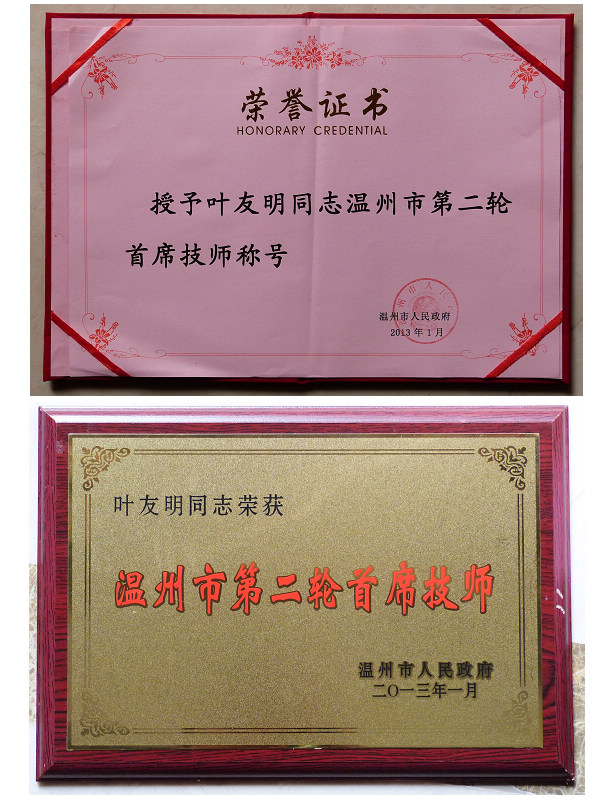 荣誉证书
HONORARY CREDENTIAL
授予叶友明同志温州市第二轮
首席技师称号
温州市人民政府
2013年1月
叶友明同志荣获
温州市第二轮首席技师
温州市人民政府
二〇一三年一月